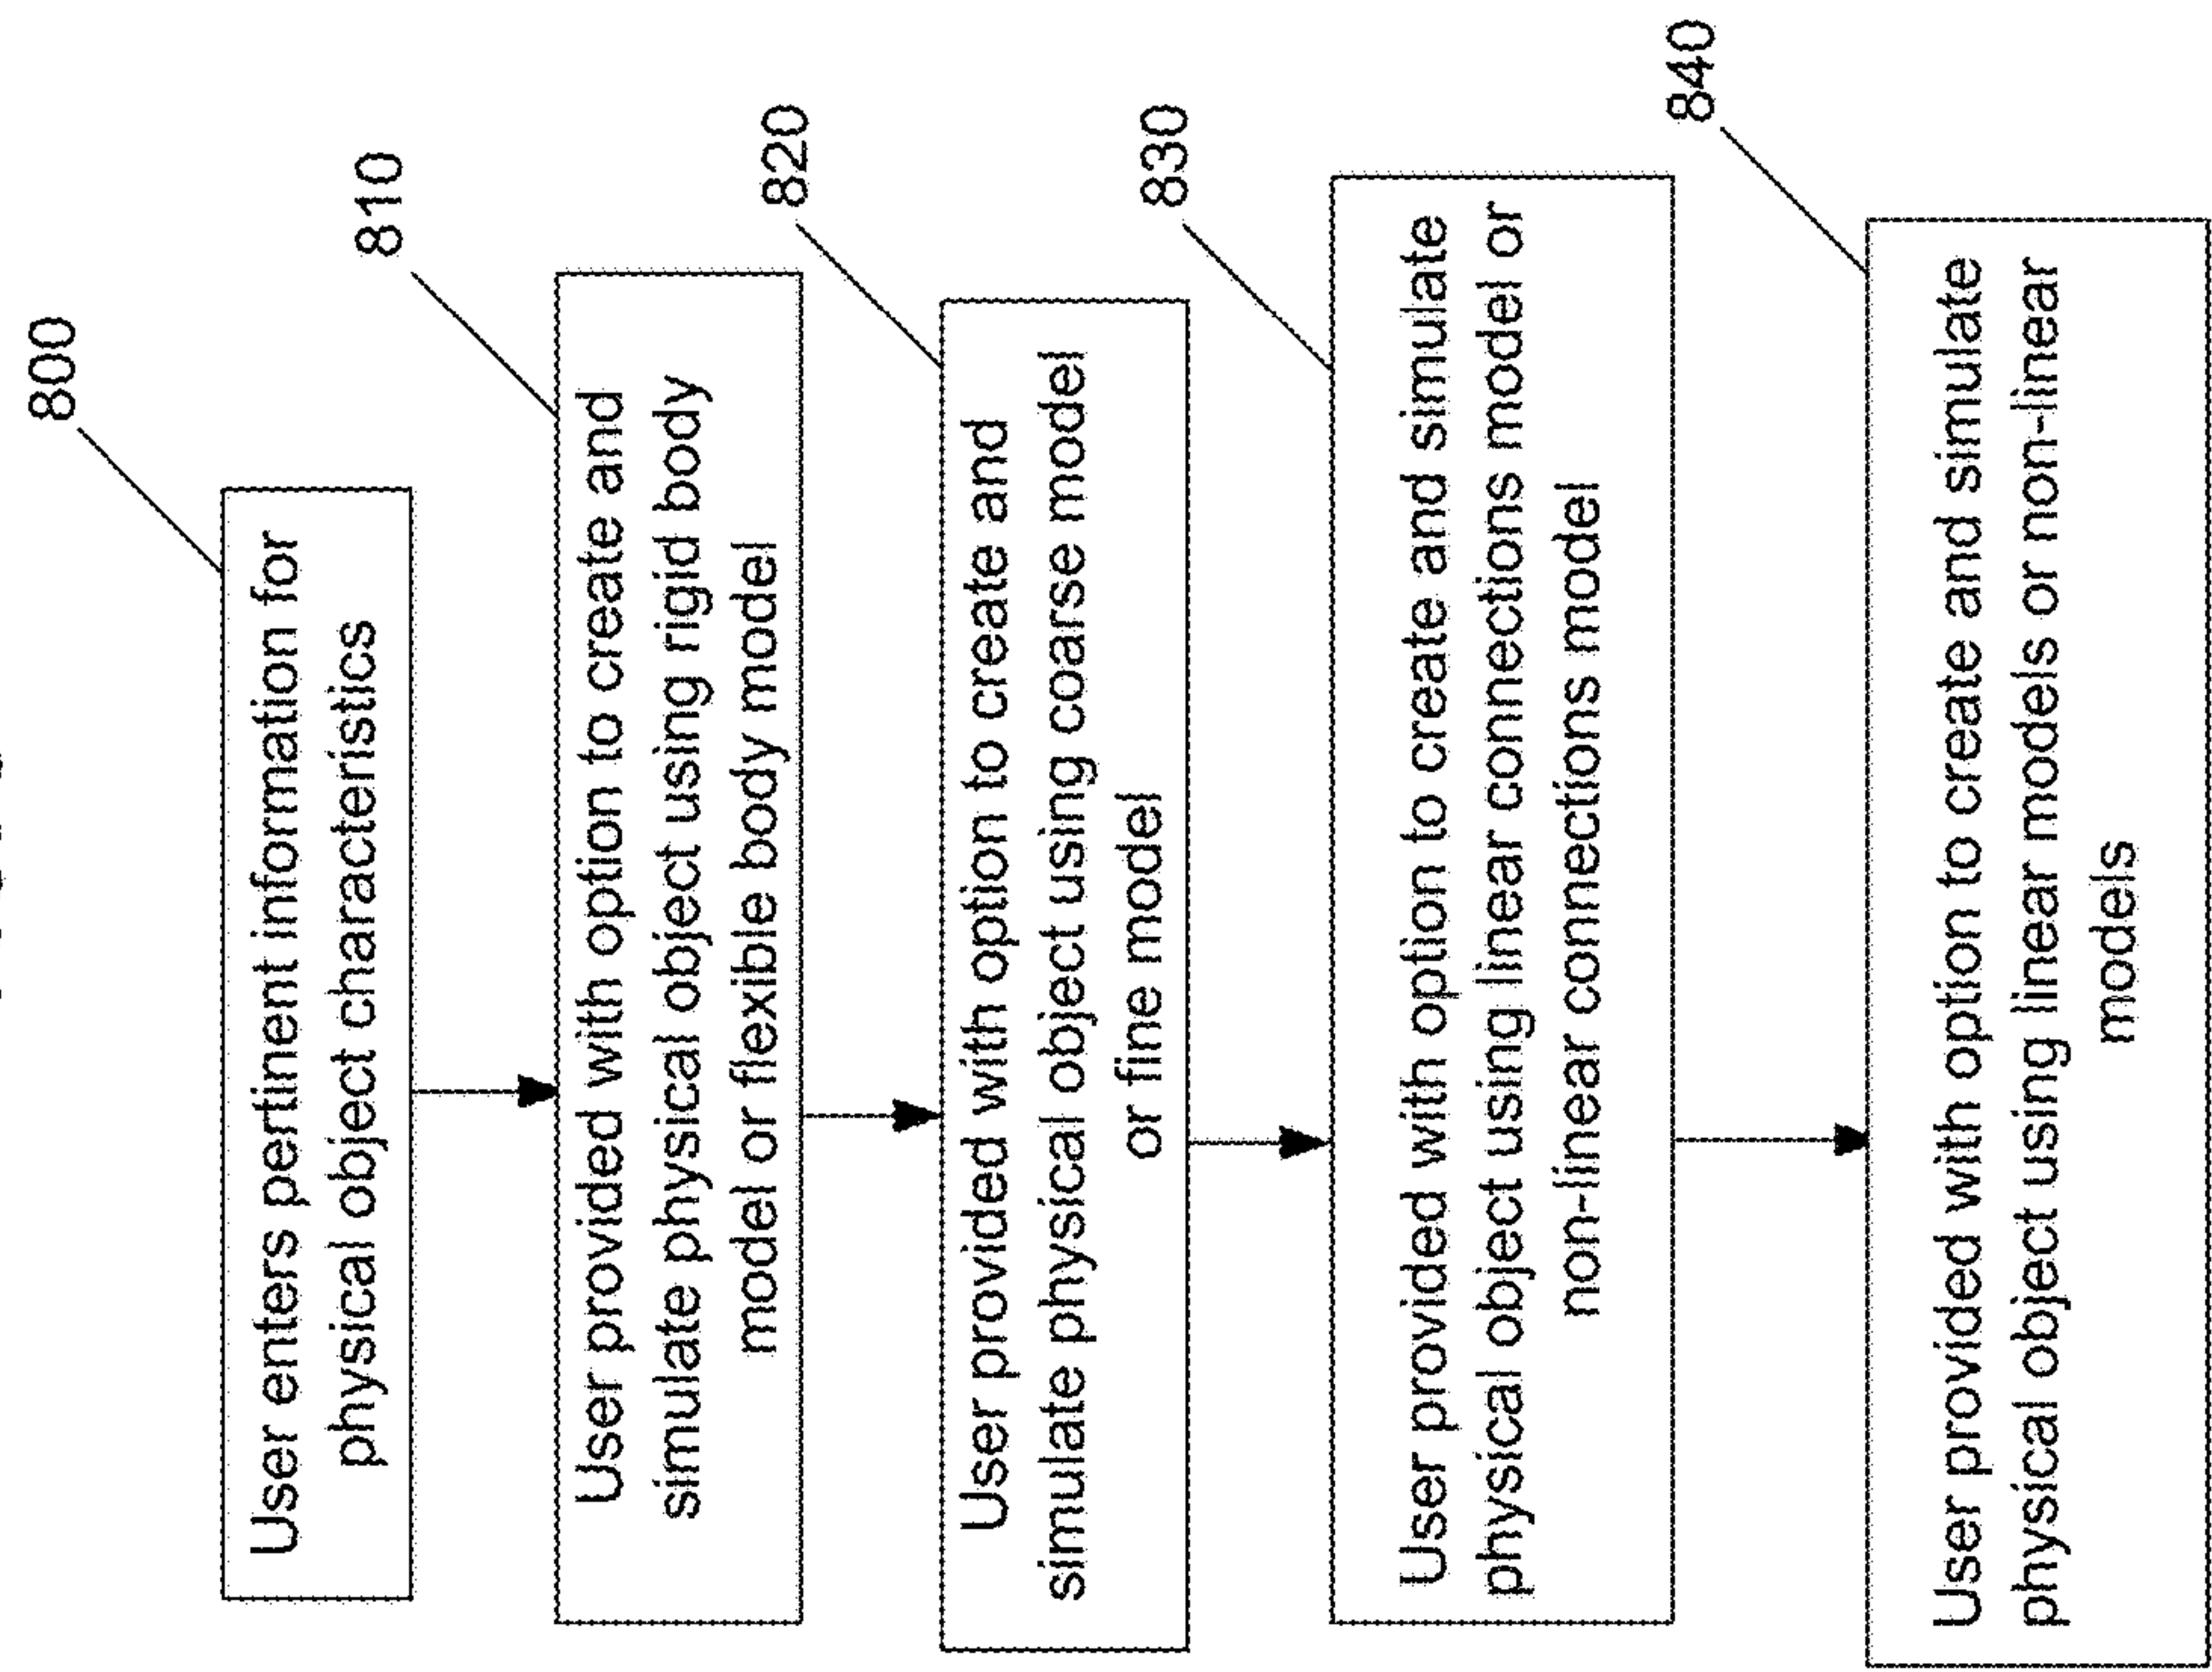 800
User enters pertinent information for
physical object characteristics
810
User provided with option to create and
simulate physical object using rigid body
model or flexible body model
820
User provided with option to create and
simulate physical object using coarse model
or fine model
830
User provided with option to create and simulate
physical object using linear connections model or
non-linear connections model
840
User provided with option to create and simulate
physical object using linear models or non-linear
models